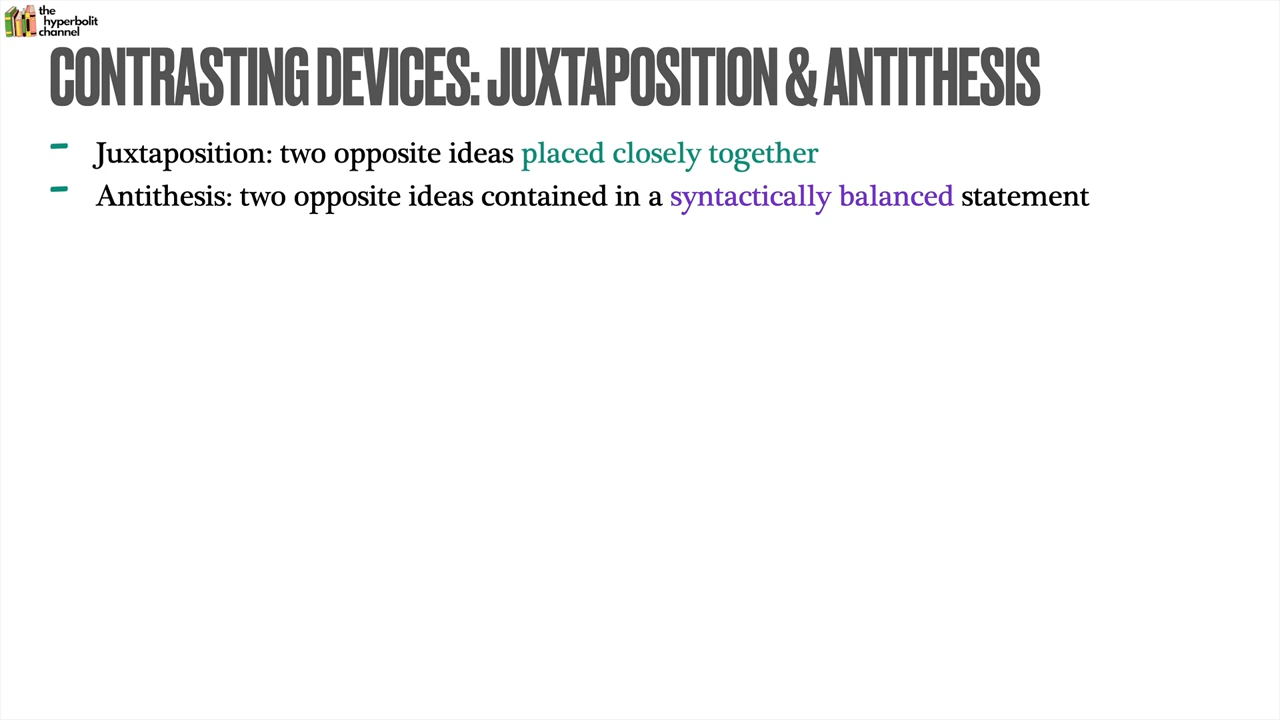 the
hyperbolit
channel
CONTRASTING DEVICES: JUXTAPOSITION & ANTITHESIS
- Juxtaposition: two opposite ideas placed closely together
- Antithesis: two opposite ideas contained in a syntactically balanced statement